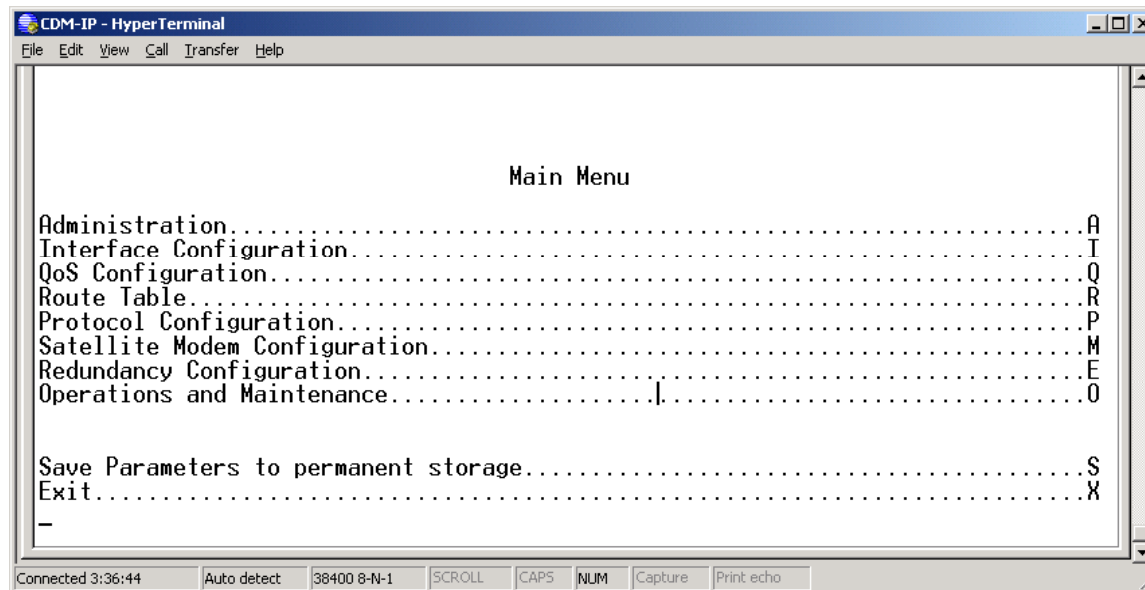 CDM-IP - HyperTerminal
File Edit View Call Transfer Help
Main Menu
Administration................................................................A
Interface Configuration.......................................................I
QoS Configuration.............................................................Q
Route Table...................................................................R
Protocol Configuration........................................................P
Satellite Modem Configuration.................................................M
Redundancy Configuration......................................................E
Operations and Maintenance....................................................O
Save Parameters to permanent storage..........................................S
Exit..........................................................................X
Connected 3:36:44 Auto detect 38400 8-N-1 SCROLL CAPS NUM Capture Print echo